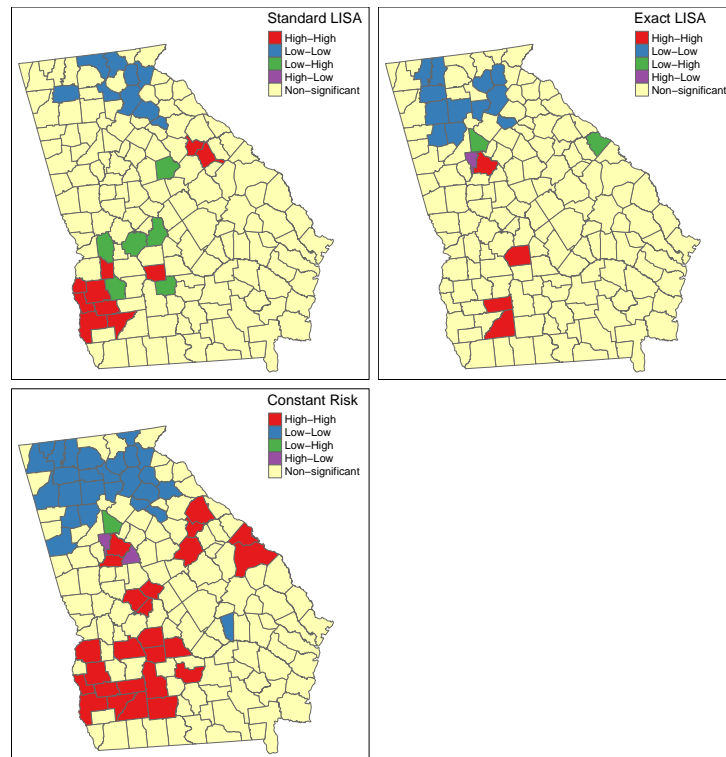 Standard LISA
High−High
Low−Low
Low−High
High−Low
Non−significant
Exact LISA
High−High
Low−Low
Low−High
High−Low
Non−significant
Constant Risk
High−High
Low−Low
Low−High
High−Low
Non−significant